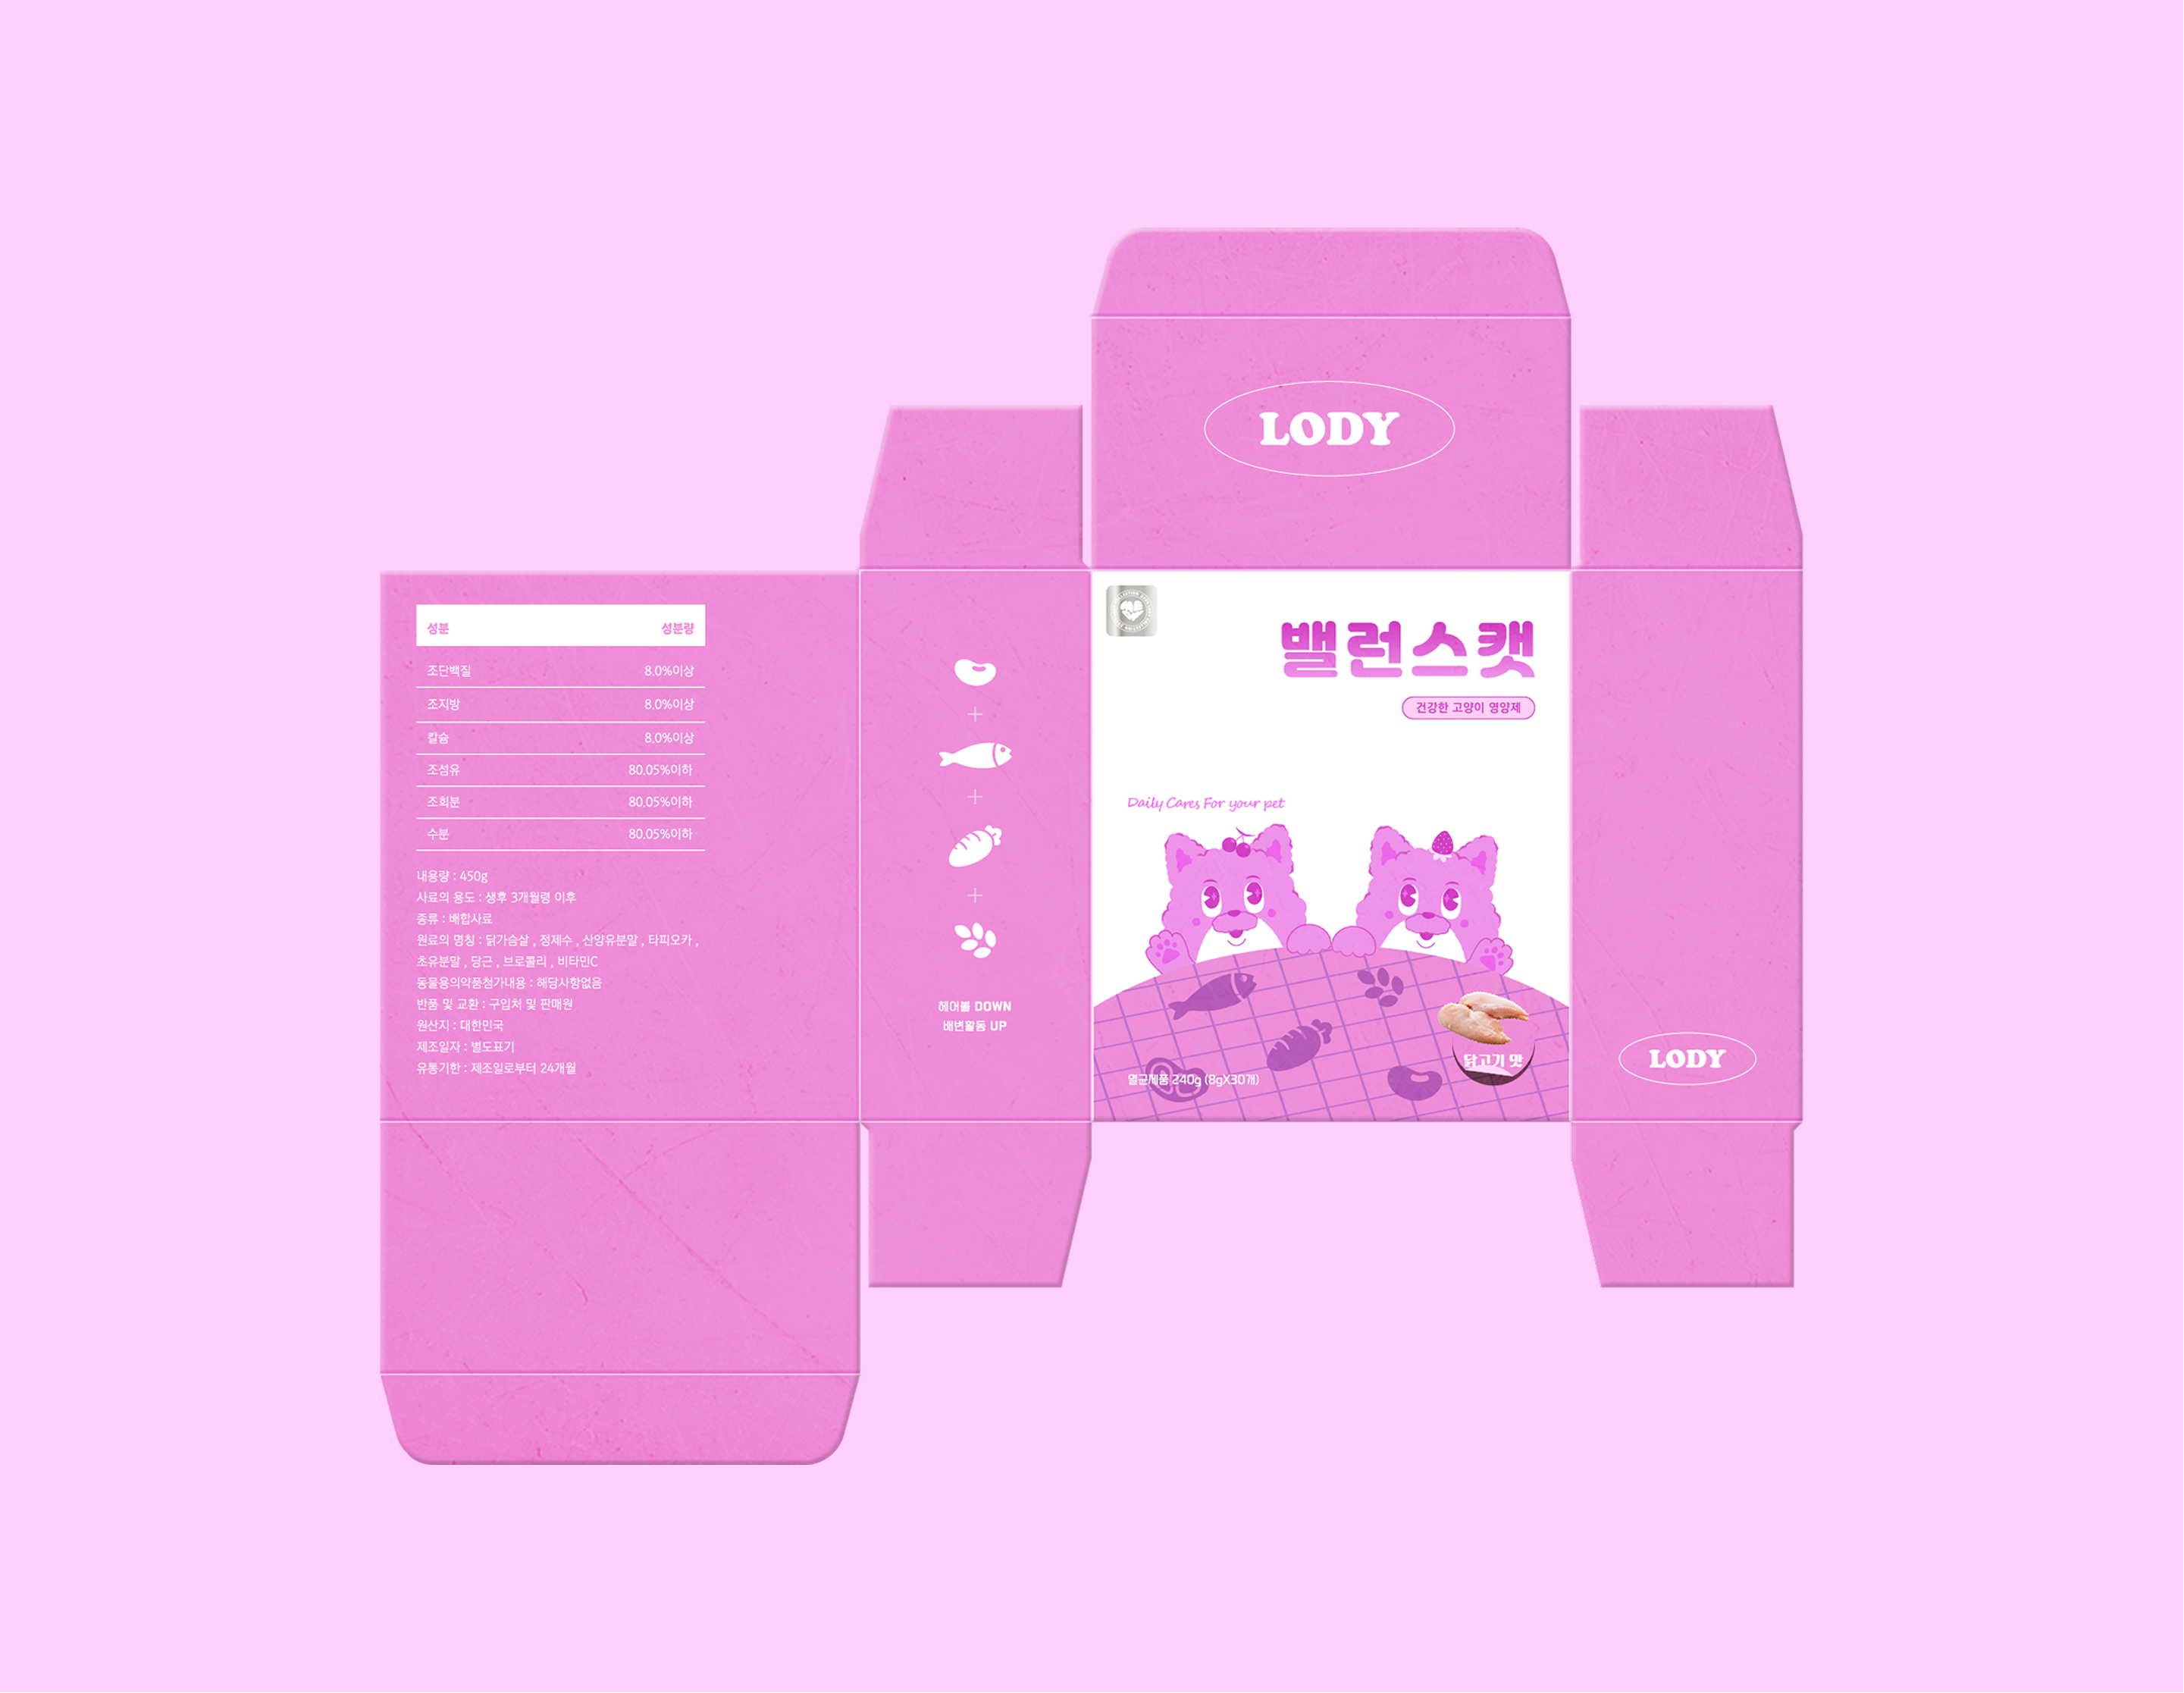 LODY
성분 성분량
조단백질 8.0%이상
조지방 8.0%이상
칼슘 8.0%이상
조섬유 80.05%이하
조회분 80.05%이하
수분 80.05%이하
내용량 : 450g
사료의 용도 : 생후 3개월령 이후
종류 : 배합사료
원료의 명칭 : 닭가슴살 , 정제수 , 산양유분말 , 타피오카 ,
초유분말 , 당근 , 브로콜리 , 비타민C
동물용의약품첨가내용 : 해당사항없음
반품 및 교환 : 구입처 및 판매원
원산지 : 대한민국
제조일자 : 별도표기
유통기한 : 제조일로부터 24개월
헤어볼 DOWN
배변활동 UP
밸런스캣
건강한 고양이 영양제
Daily Cares For your pet
닭고기 맛
멸균제품 240g (8gX30개)
LODY